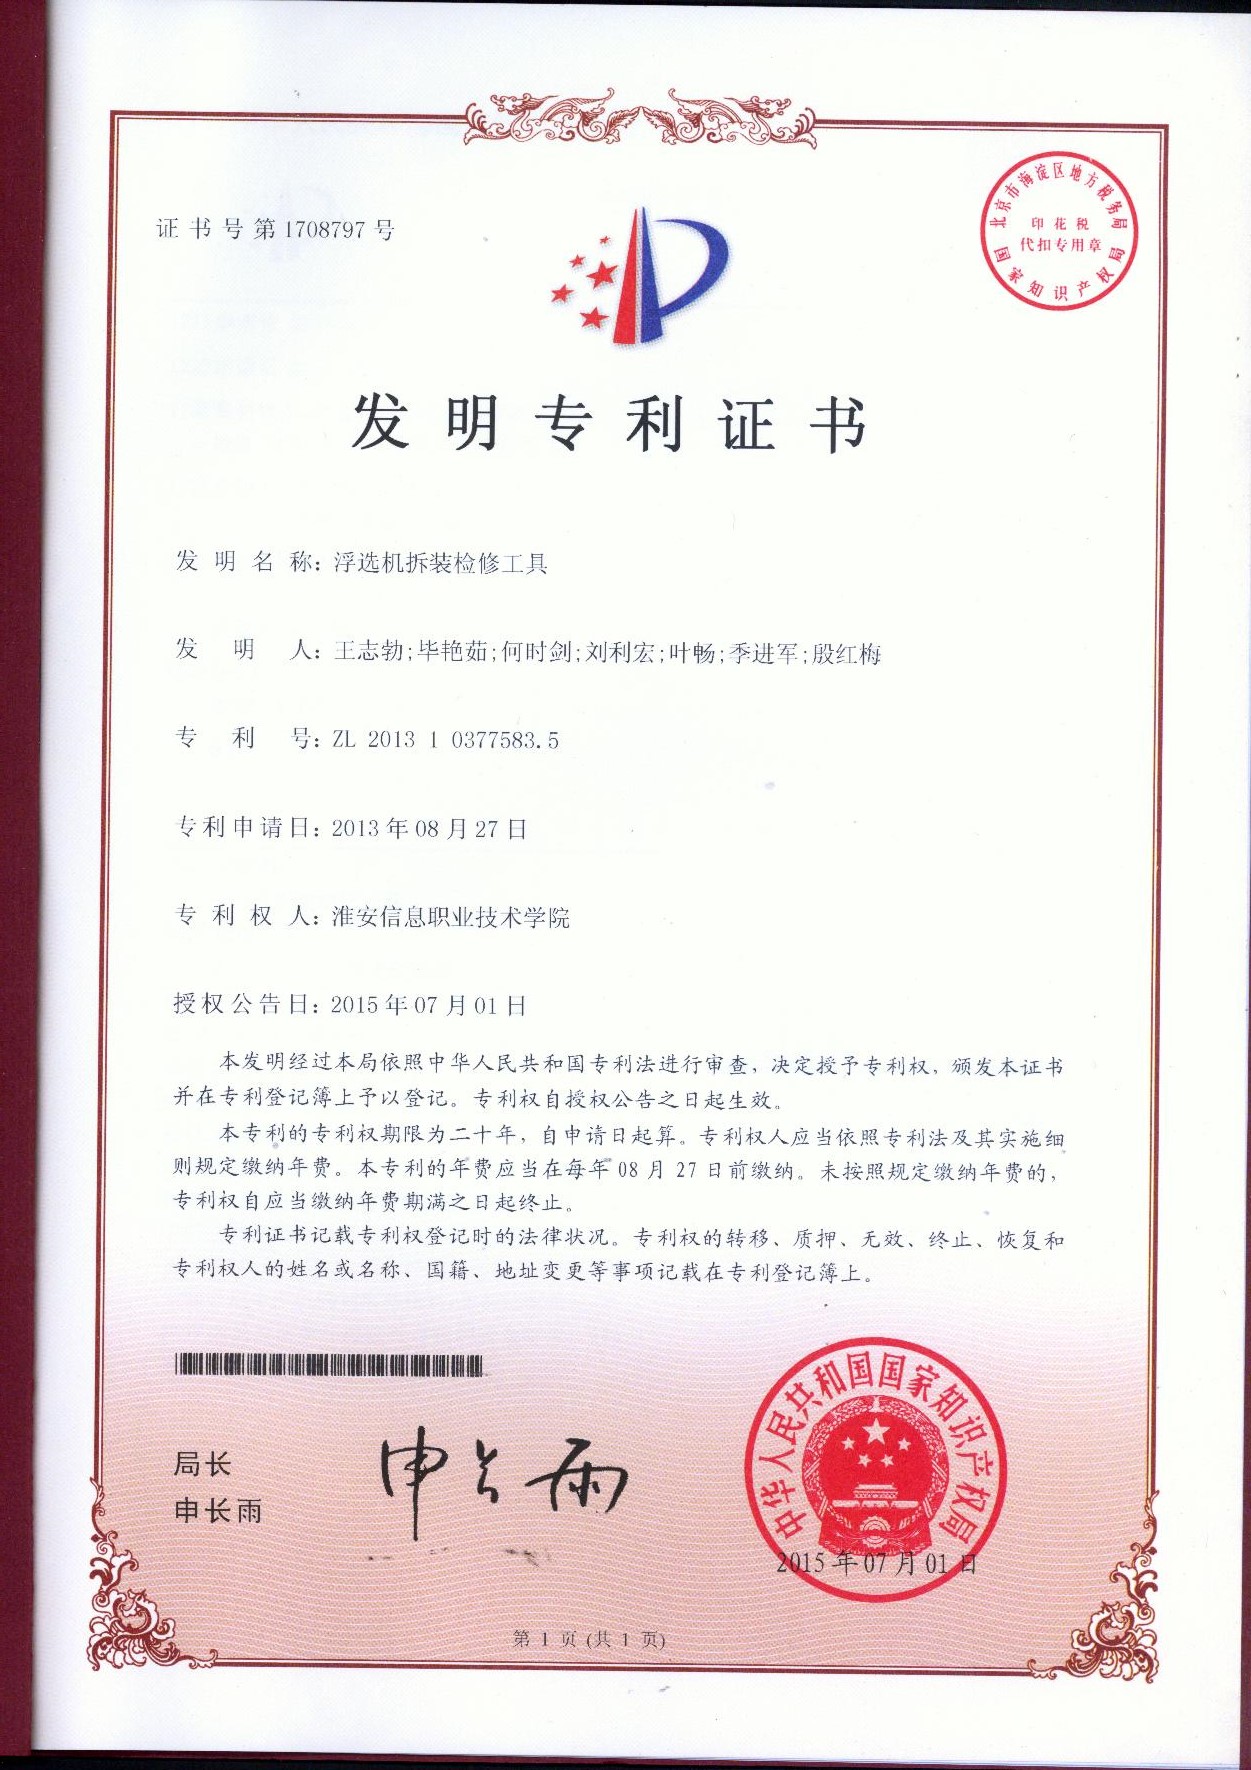 证书号第1708797号
北京市海淀区地方税务局
印花税
代扣专用章
国家知识产权局
发明专利证书
发明名称：浮选机拆装检修工具
发明人：王志勃;毕艳茹;何时剑;刘利宏;叶畅;季进军;殷红梅
专利号：ZL 2013 1 0377583.5
专利申请日：2013年08月27日
专利权人：淮安信息职业技术学院
授权公告日：2015年07月01日
本发明经过本局依照中华人民共和国专利法进行审查，决定授予专利权，颁发本证书
并在专利登记簿上予以登记。专利权自授权公告之日起生效。
本专利的专利权期限为二十年，自申请日起算。专利权人应当依照专利法及其实施细
则规定缴纳年费。本专利的年费应当在每年08月27日前缴纳。未按照规定缴纳年费的，
专利权自应当缴纳年费期满之日起终止。
专利证书记载专利权登记时的法律状况。专利权的转移、质押、无效、终止、恢复和
专利权人的姓名或名称、国籍、地址变更等事项记载在专利登记簿上。
局长
申长雨
申长雨
中华人民共和国国家知识产权局
2015年07月01日
第1页(共1页)